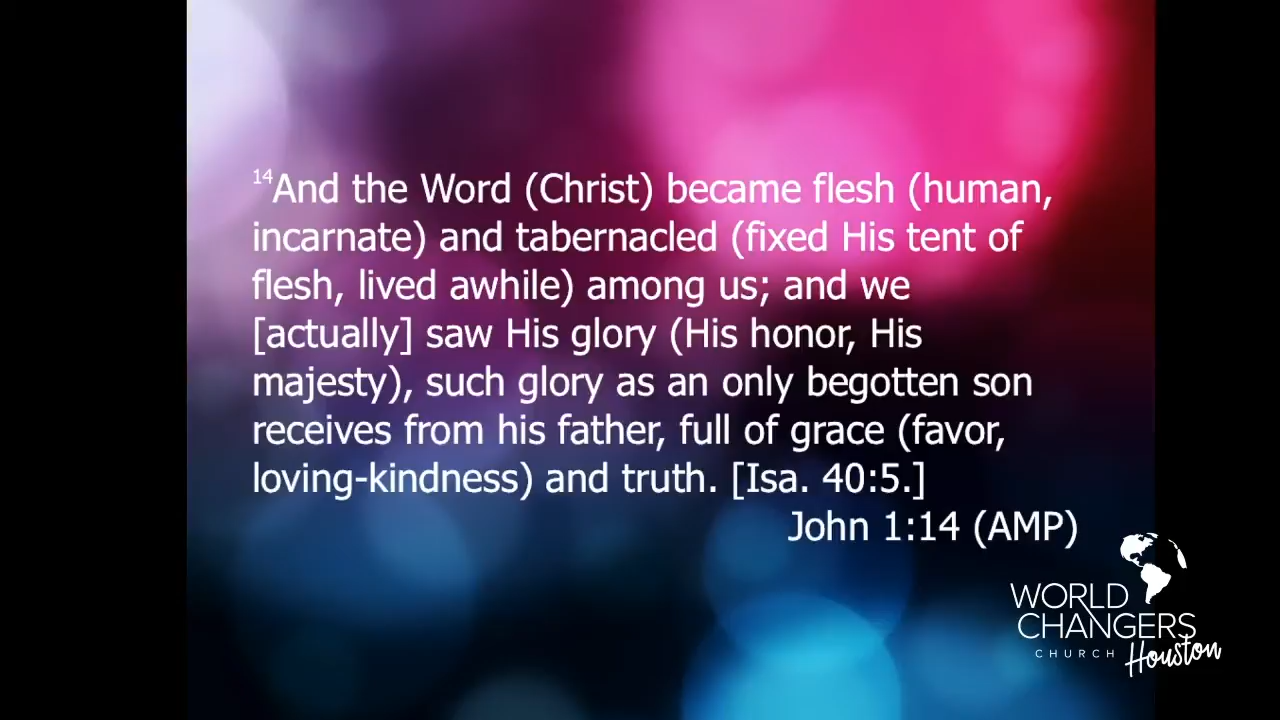 14And the Word (Christ) became flesh (human,
incarnate) and tabernacled (fixed His tent of
flesh, lived awhile) among us; and we
[actually] saw His glory (His honor, His
majesty), such glory as an only begotten son
receives from his father, full of grace (favor,
loving-kindness) and truth. [Isa. 40:5.]
John 1:14 (AMP)
WORLD
CHANGERS
CHURCH Houston